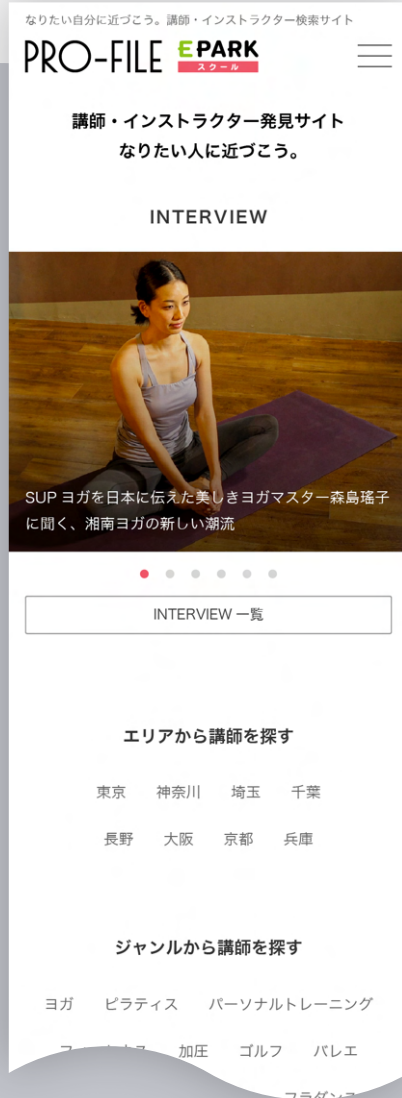 なりたい自分に近づこう。講師・インストラクター検索サイト
PRO-FILE EPARK
スクール
講師・インストラクター発見サイト
なりたい人に近づこう。
INTERVIEW
SUP ヨガを日本に伝えた美しきヨガマスター森島瑤子
に聞く、湘南ヨガの新しい潮流
INTERVIEW 一覧
エリアから講師を探す
東京 神奈川 埼玉 千葉
長野 大阪 京都 兵庫
ジャンルから講師を探す
ヨガ ピラティス パーソナルトレーニング
加圧 ゴルフ バレエ